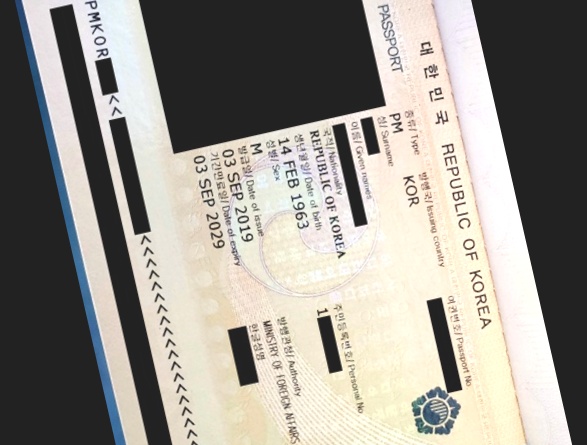 대한민국 REPUBLIC OF KOREA
PASSPORT
종류/Type 발행국/Issuing country 여권번호/Passport No.
PM KOR
성/Surname
이름/Given names
국적/Nationality 주민등록번호/Personal No.
REPUBLIC OF KOREA 1
생년월일/Date of birth
14 FEB 1963
성별/Sex 발행관청/Authority
M MINISTRY OF FOREIGN AFFAIRS
발급일/Date of issue 한글성명
03 SEP 2019
기간만료일/Date of expiry
03 SEP 2029
PMKOR<<<<<<<<<<<<<<<<<<<